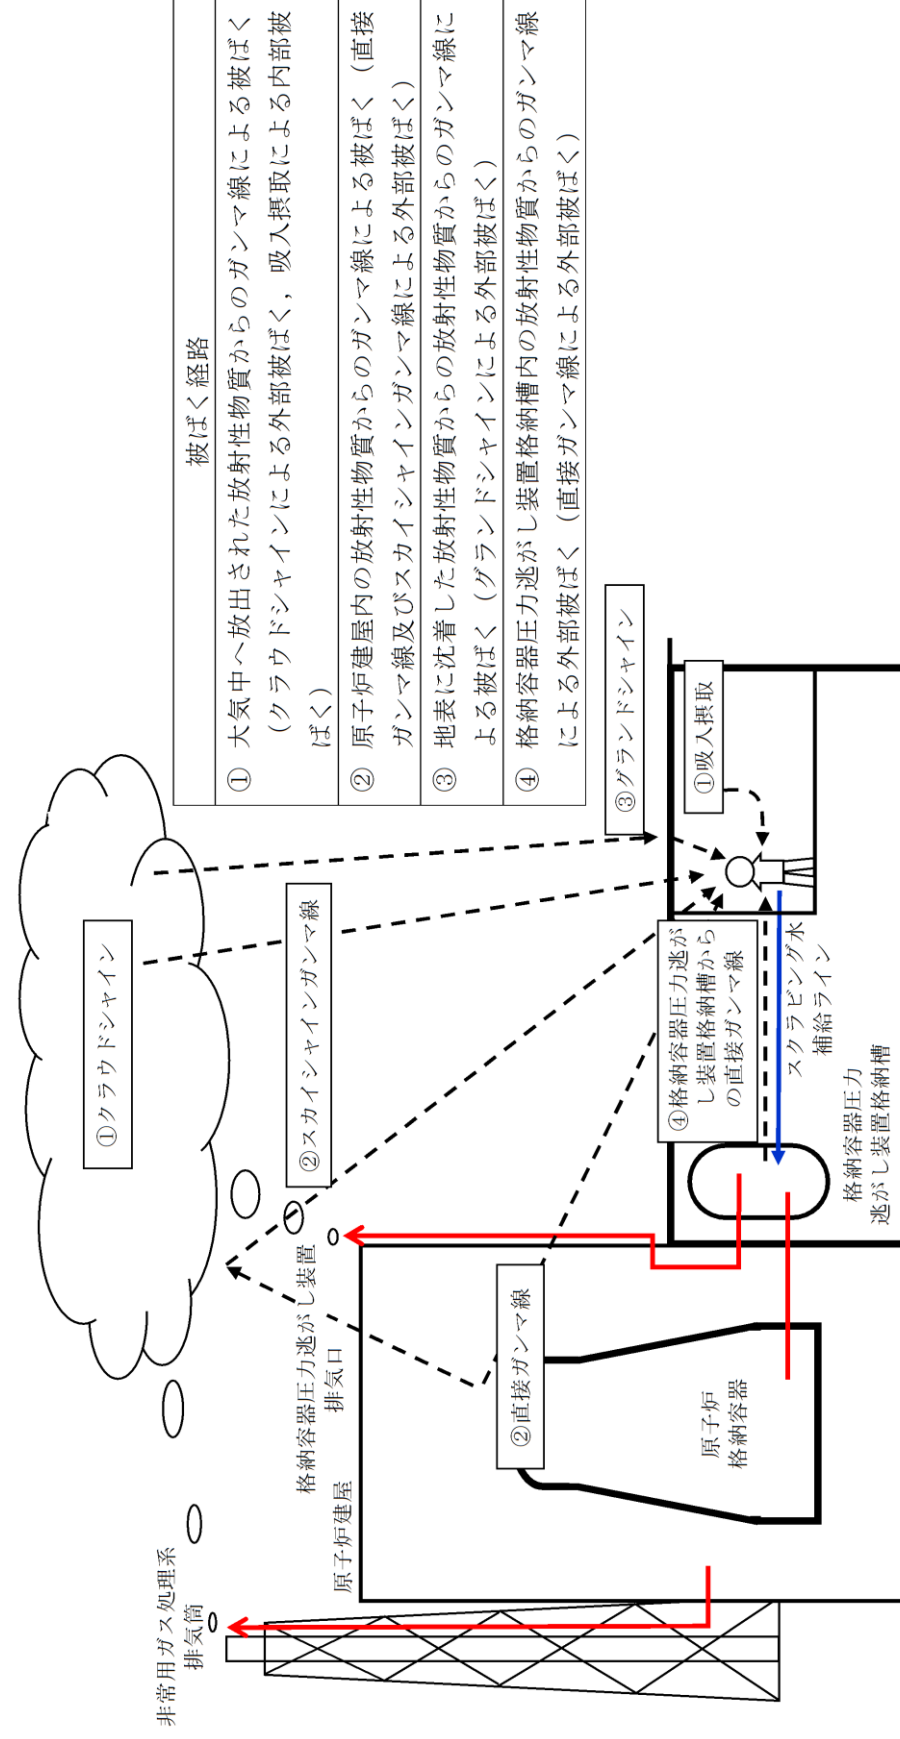 被ばく経路
① 大気中へ放出された放射性物質からのガンマ線による被ばく
（クラウドシャインによる外部被ばく，吸入摂取による内部被
ばく）
② 原子炉建屋内の放射性物質からのガンマ線による被ばく（直接
ガンマ線及びスカイシャインガンマ線による外部被ばく）
③ 地表に沈着した放射性物質からの放射性物質からのガンマ線に
よる被ばく（グランドシャインによる外部被ばく）
④ 格納容器圧力逃がし装置格納槽内の放射性物質からのガンマ線
による外部被ばく（直接ガンマ線による外部被ばく）
①クラウドシャイン
②スカイシャインガンマ線
③グランドシャイン
①吸入摂取
非常用ガス処理系
排気筒
格納容器圧力逃がし装置
排気口
原子炉建屋
②直接ガンマ線
④格納容器圧力逃が
し装置格納槽から
の直接ガンマ線
原子炉
格納容器
スクラビング水
補給ライン
格納容器圧力
逃がし装置格納槽